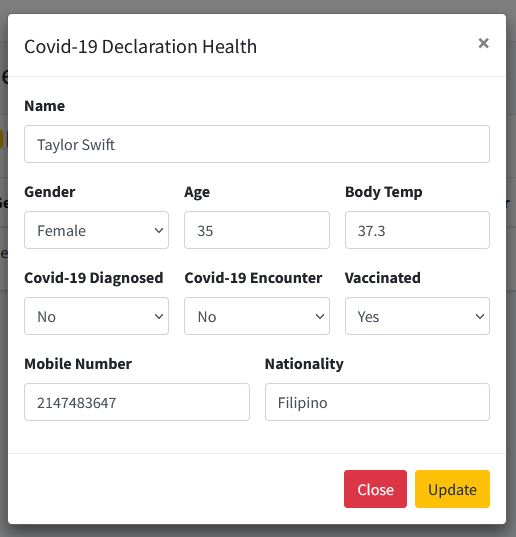 Covid-19 Declaration Health ×
Name
Taylor Swift
Gender Age Body Temp
Female 35 37.3
Covid-19 Diagnosed Covid-19 Encounter Vaccinated
No No Yes
Mobile Number Nationality
2147483647 Filipino
Close Update